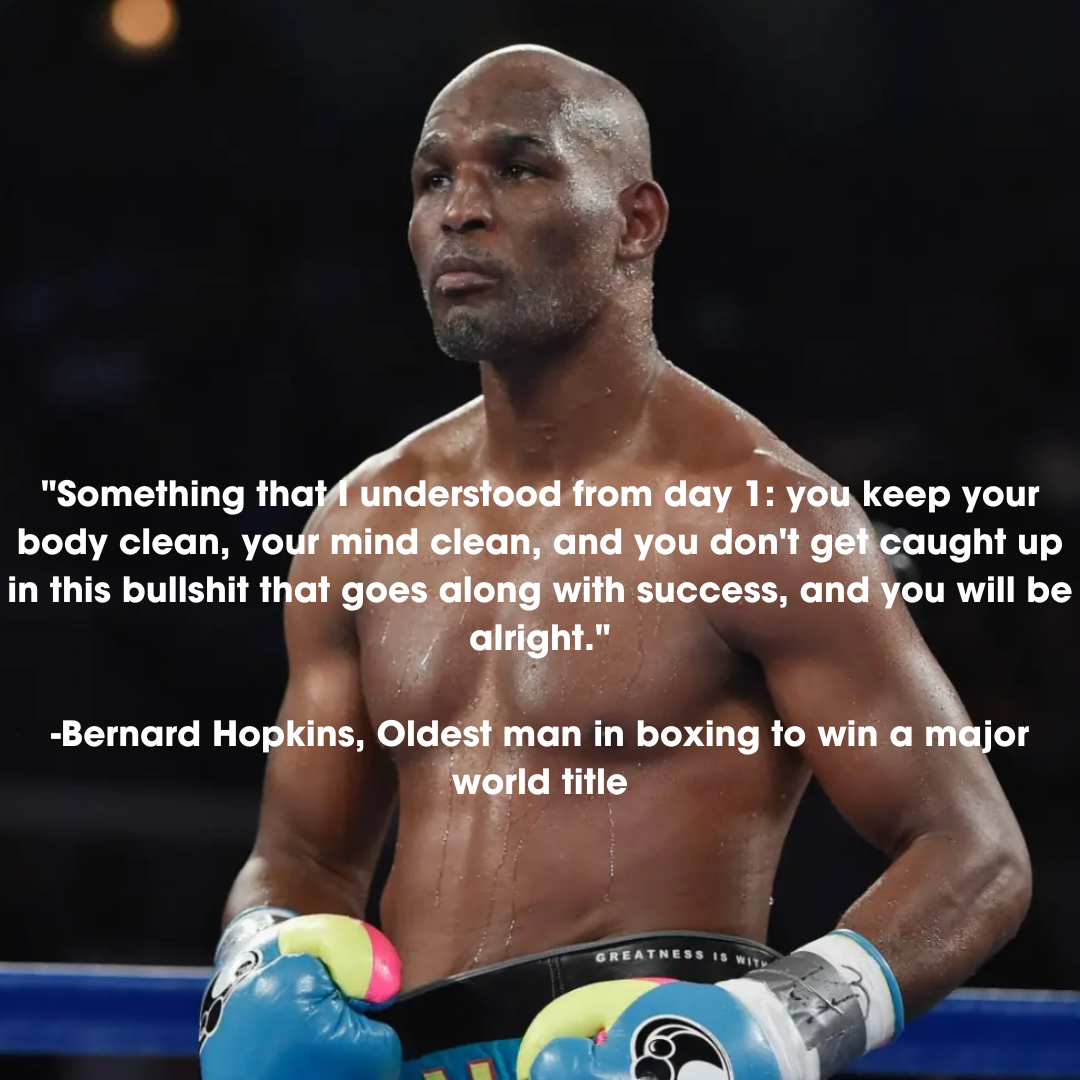 "Something that I understood from day 1: you keep your
body clean, your mind clean, and you don't get caught up
in this bullshit that goes along with success, and you will be
alright."
-Bernard Hopkins, Oldest man in boxing to win a major
world title
GREATNESS IS WITH